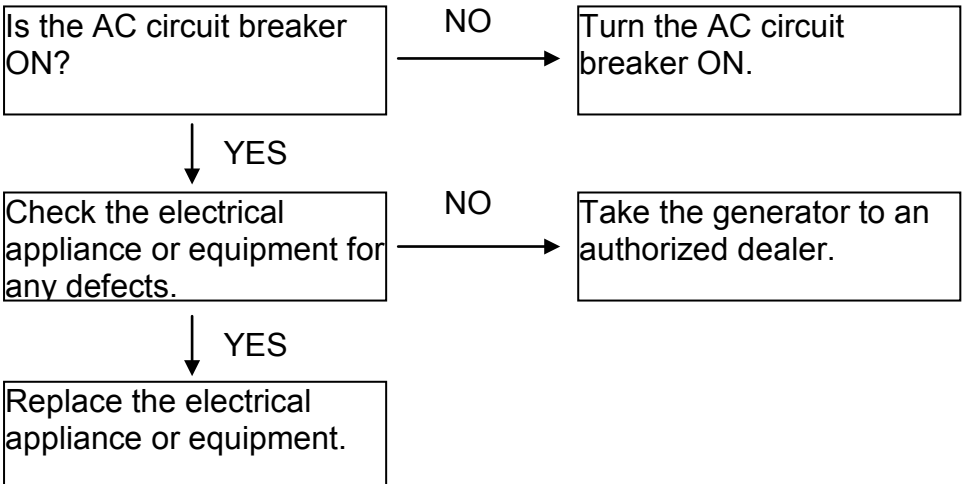 Is the AC circuit breaker
ON?
NO
Turn the AC circuit
breaker ON.
YES
Check the electrical
appliance or equipment for
any defects.
NO
Take the generator to an
authorized dealer.
YES
Replace the electrical
appliance or equipment.